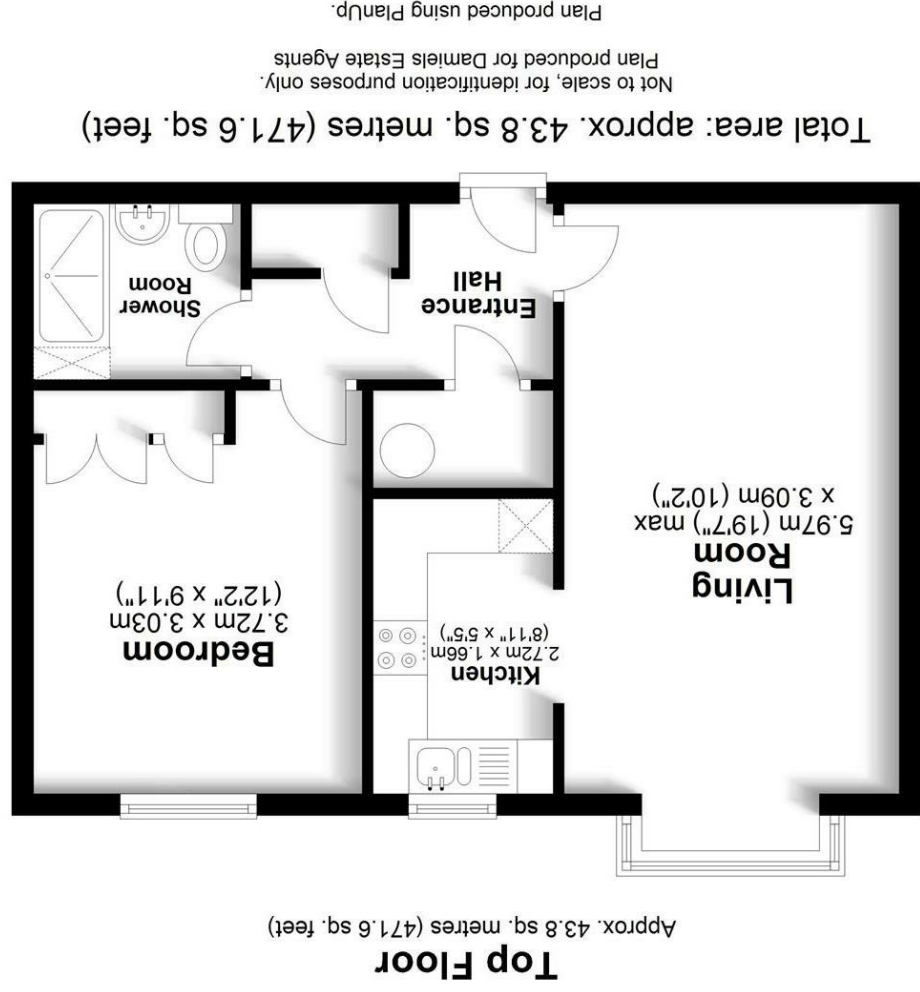 Top Floor
Approx. 43.8 sq. metres (471.6 sq. feet)
Living
Room
5.97m (19'7") max
x 3.09m (10'2")
Kitchen
2.72m x 1.66m
(8'11" x 5'5")
Bedroom
3.72m x 3.03m
(12'2" x 9'11")
Entrance
Hall
Shower
Room
Total area: approx. 43.8 sq. metres (471.6 sq. feet)
Not to scale, for identification purposes only.
Plan produced for Damiels Estate Agents
Plan produced using PlanUp.